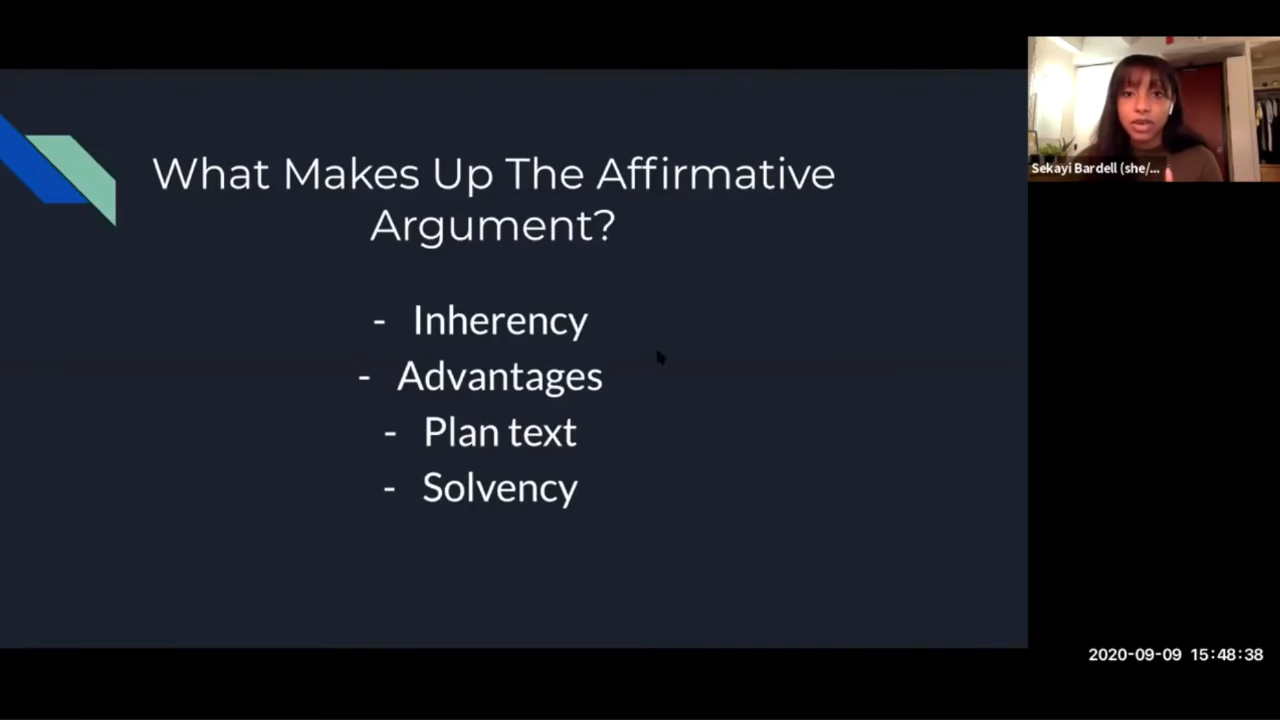 What Makes Up The Affirmative
Argument?
- Inherency
- Advantages
- Plan text
- Solvency
Sekayi Bardell (she/...
2020-09-09 15:48:38